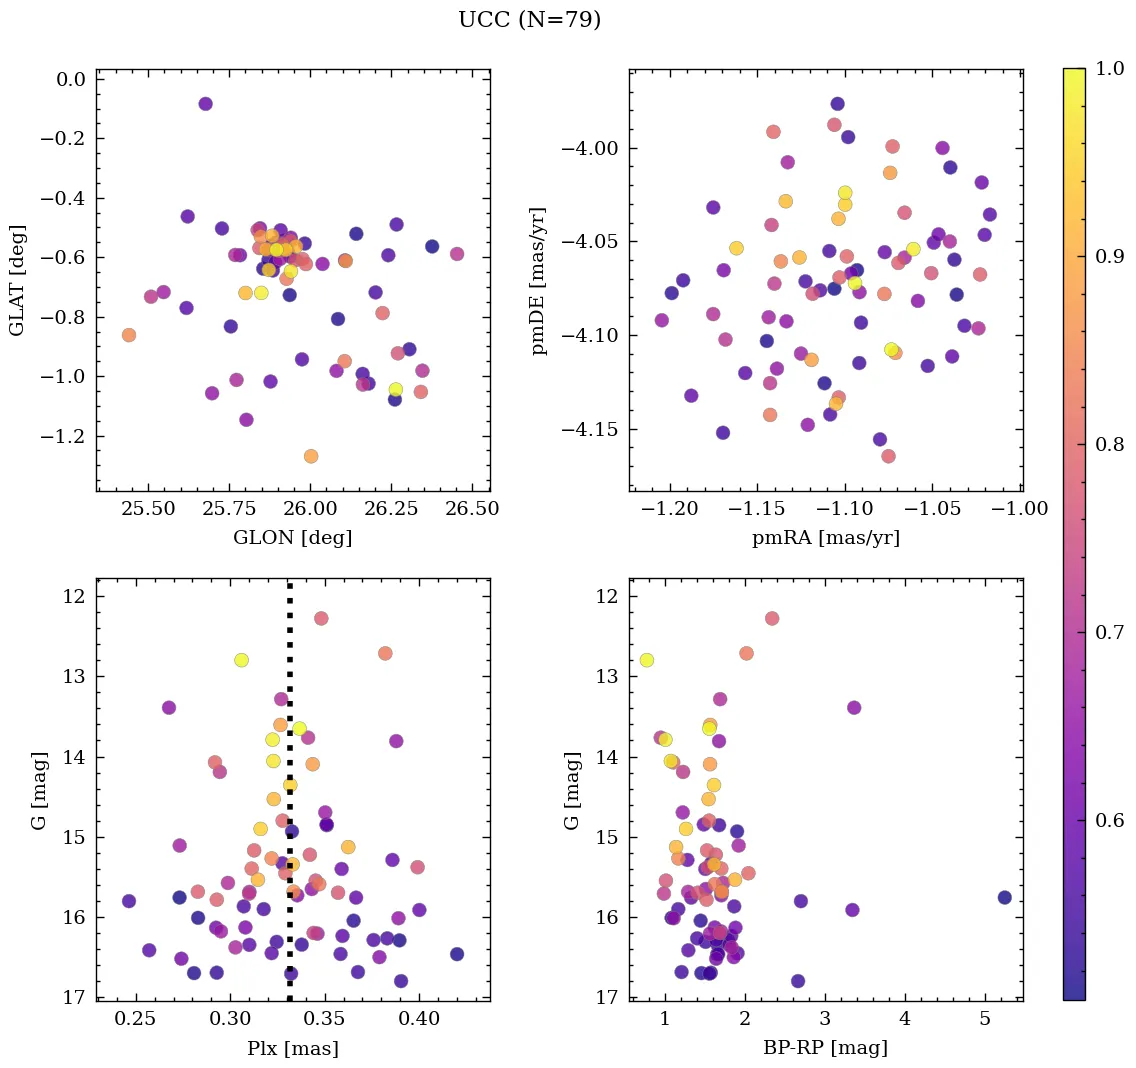 UCC (N=79)
0.0
−0.2
−0.4
−0.6
−0.8
−1.0
−1.2
GLAT [deg]
25.50 25.75 26.00 26.25 26.50
GLON [deg]
−4.00
−4.05
−4.10
−4.15
pmDE [mas/yr]
−1.20 −1.15 −1.10 −1.05 −1.00
pmRA [mas/yr]
1.0
0.9
0.8
0.7
0.6
12
13
14
15
16
17
G [mag]
0.25 0.30 0.35 0.40
Plx [mas]
12
13
14
15
16
17
G [mag]
1 2 3 4 5
BP-RP [mag]